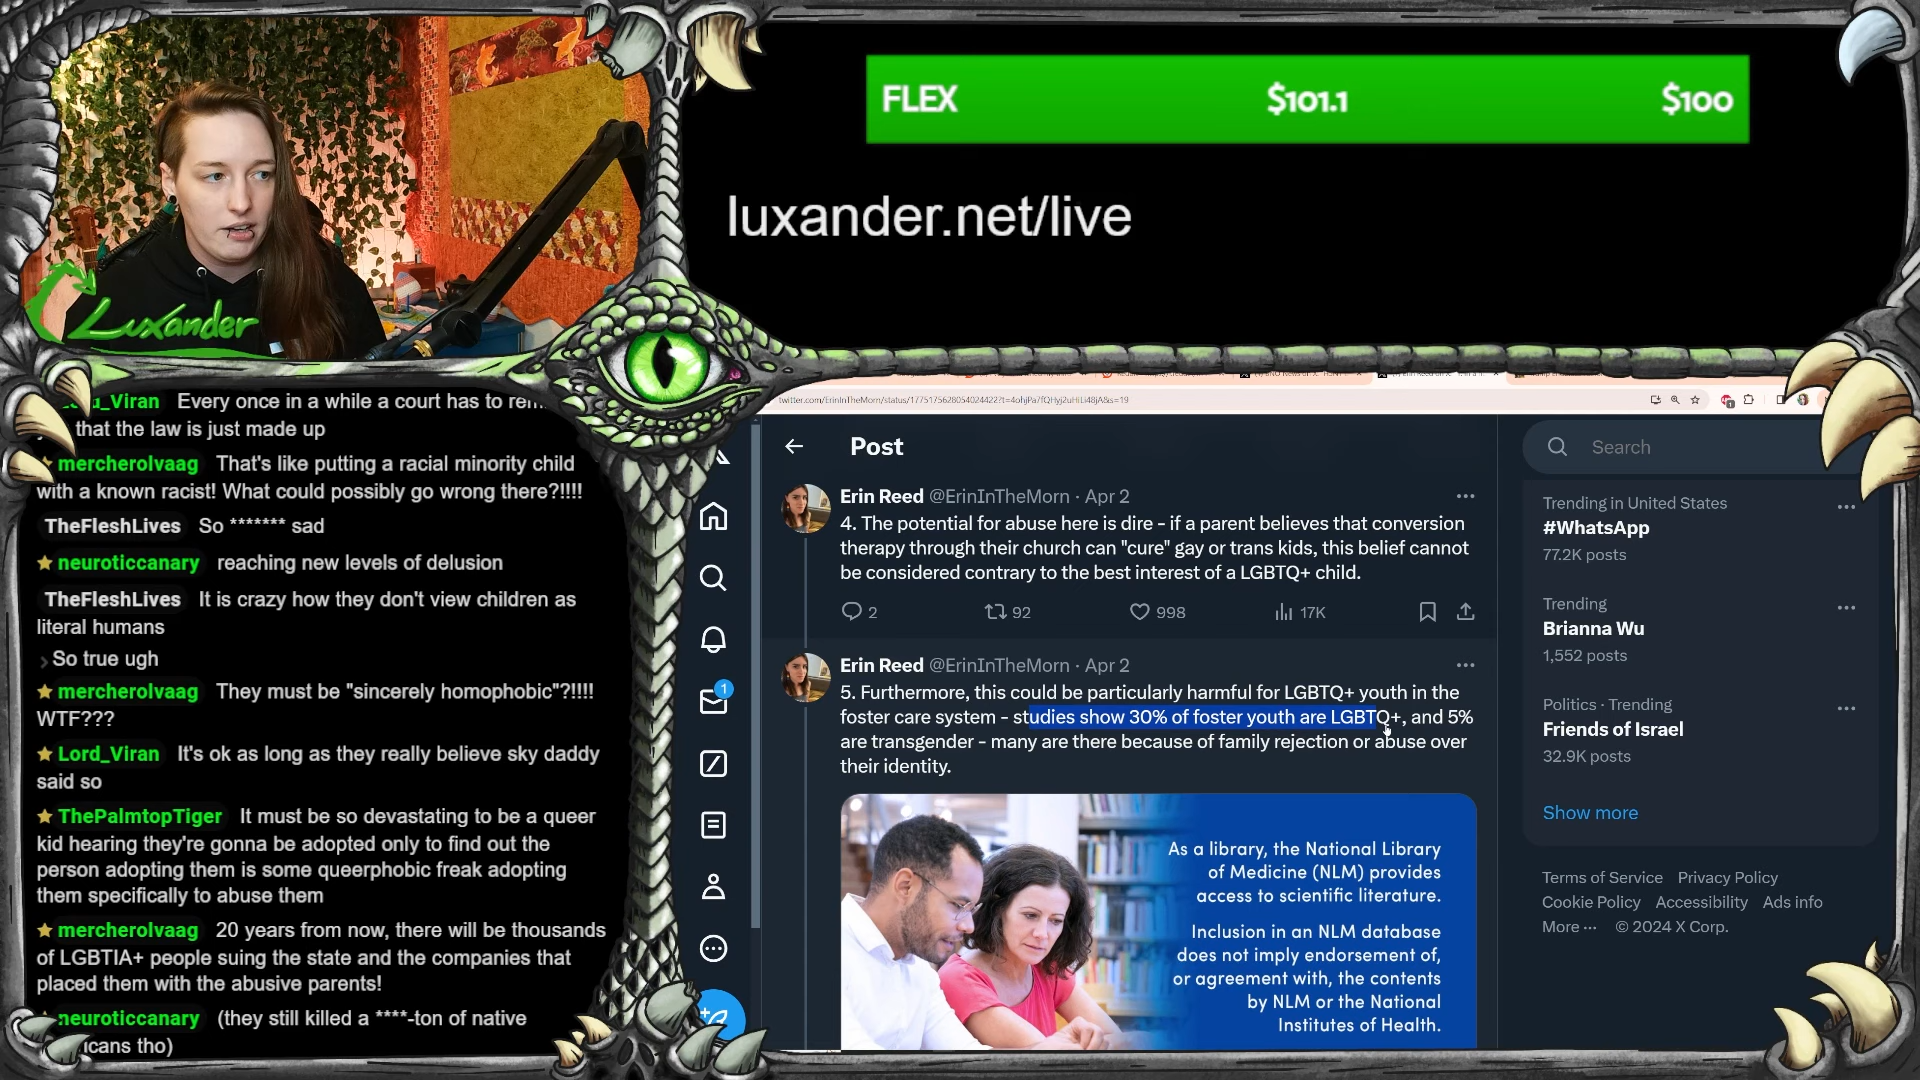 FLEX $101.1 $100
luxander.net/live
Luxander
Lord_Viran Every once in a while a court has to
that the law is just made up
mercherolvaag That's like putting a racial minority child
with a known racist! What could possibly go wrong there?!!!!
TheFleshLives So ******* sad
neuroticcanary reaching new levels of delusion
TheFleshLives It is crazy how they don't view children as
literal humans
So true ugh
mercherolvaag They must be "sincerely homophobic"?!!!!
WTF???
Lord_Viran It's ok as long as they really believe sky daddy
said so
ThePalmtopTiger It must be so devastating to be a queer
kid hearing they're gonna be adopted only to find out the
person adopting them is some queerphobic freak adopting
them specifically to abuse them
mercherolvaag 20 years from now, there will be thousands
of LGBTIA+ people suing the state and the companies that
placed them with the abusive parents!
neuroticcanary (they still killed a ****-ton of native
icans tho)
Post
Erin Reed @ErinInTheMorn · Apr 2
4. The potential for abuse here is dire - if a parent believes that conversion
therapy through their church can "cure" gay or trans kids, this belief cannot
be considered contrary to the best interest of a LGBTQ+ child.
2 92 998 17K
Erin Reed @ErinInTheMorn · Apr 2
5. Furthermore, this could be particularly harmful for LGBTQ+ youth in the
foster care system - studies show 30% of foster youth are LGBTQ+, and 5%
are transgender - many are there because of family rejection or abuse over
their identity.
As a library, the National Library
of Medicine (NLM) provides
access to scientific literature.
Inclusion in an NLM database
does not imply endorsement of,
or agreement with, the contents
by NLM or the National
Institutes of Health.
1
Search
Trending in United States
#WhatsApp
77.2K posts
Trending
Brianna Wu
1,552 posts
Politics · Trending
Friends of Israel
32.9K posts
Show more
Terms of Service Privacy Policy
Cookie Policy Accessibility Ads info
More ··· © 2024 X Corp.